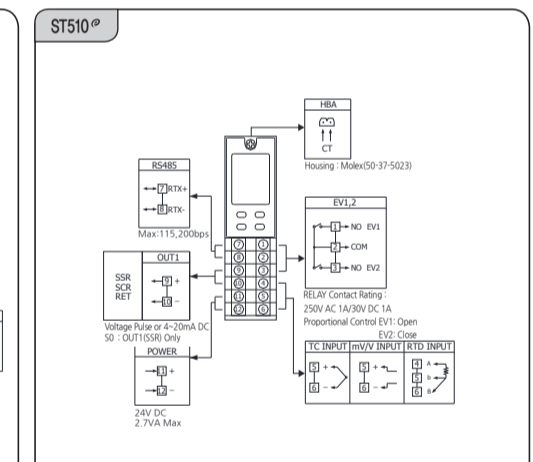 ST510
HBA
CT
Housing : Molex(50-37-5023)
RS485
7 RTX+
8 RTX-
Max:115,200bps
EV1,2
1 NO EV1
2 COM
3 NO EV2
RELAY Contact Rating :
250V AC 1A/30V DC 1A
Proportional Control EV1: Open
EV2: Close
OUT1
SSR
SCR
RET
9 +
10 -
Voltage Pulse or 4~20mA DC
S0 : OUT1(SSR) Only
POWER
11 +
12 -
24V DC
2.7VA Max
7 1
8 2
9 3
10 4
11 5
12 6
TC INPUT mV/V INPUT RTD INPUT
5 + 5 + 4 A
5 b
6 - 6 - 6 B